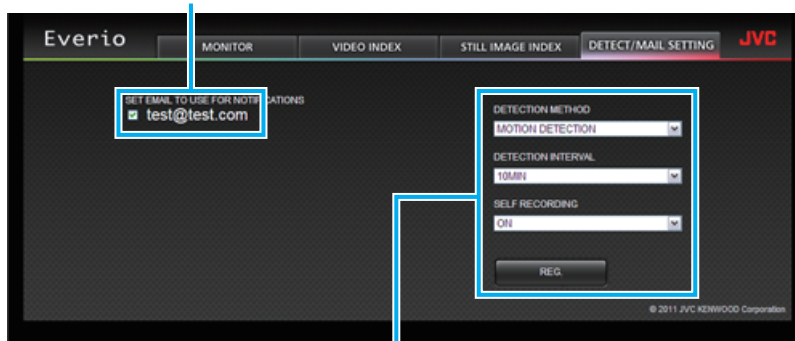 Everio
MONITOR
VIDEO INDEX
STILL IMAGE INDEX
DETECT/MAIL SETTING
JVC
SET EMAIL TO USE FOR NOTIFICATIONS
test@test.com
DETECTION METHOD
MOTION DETECTION
DETECTION INTERVAL
10MIN
SELF RECORDING
ON
REG.
© 2011 JVC KENWOOD Corporation